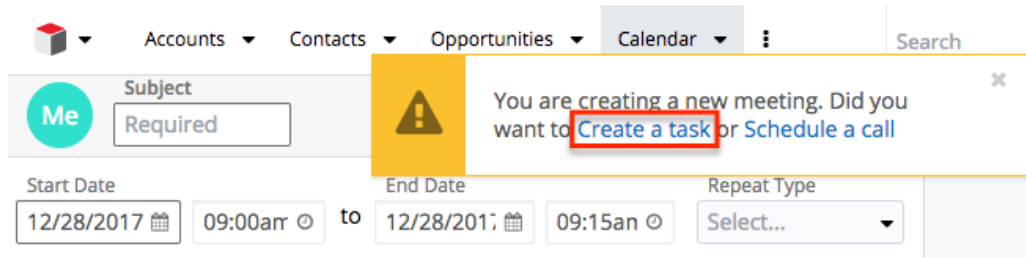 Accounts Contacts Opportunities Calendar Search
Me
Subject
Required
You are creating a new meeting. Did you
want to Create a task or Schedule a call
Start Date End Date Repeat Type
12/28/2017 09:00am to 12/28/2017 09:15am Select...